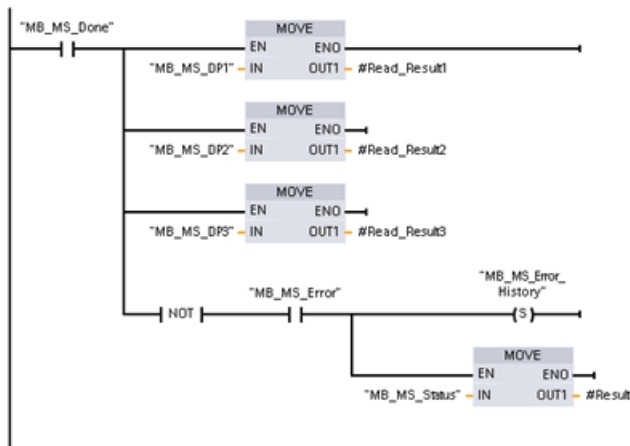 "MB_MS_Done"
MOVE
EN ENO
"MB_MS_DP1" IN OUT1 #Read_Result1
MOVE
EN ENO
"MB_MS_DP2" IN OUT1 #Read_Result2
MOVE
EN ENO
"MB_MS_DP3" IN OUT1 #Read_Result3
"MB_MS_Error_
History"
"MB_MS_Error"
NOT
S
MOVE
EN ENO
"MB_MS_Status" IN OUT1 #Result